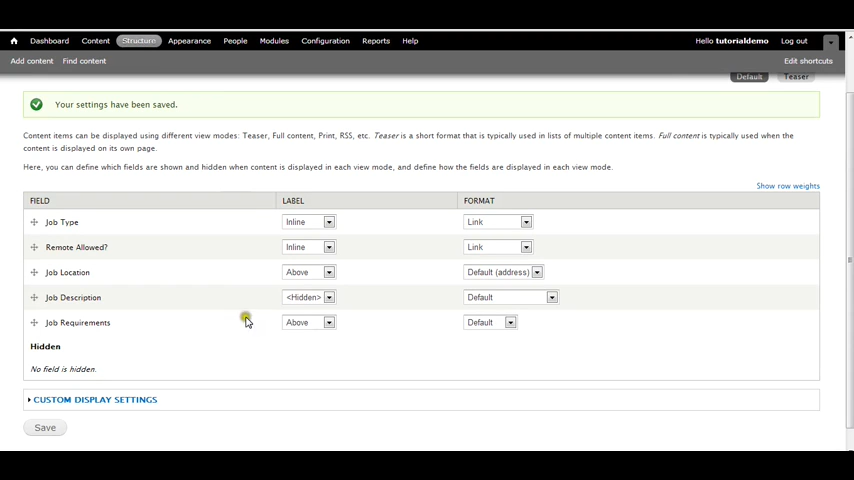 Dashboard Content Structure Appearance People Modules Configuration Reports Help Hello tutorialdemo Log out
Add content Find content Edit shortcuts
Default Teaser
Your settings have been saved.
Content items can be displayed using different view modes: Teaser, Full content, Print, RSS, etc. Teaser is a short format that is typically used in lists of multiple content items. Full content is typically used when the
content is displayed on its own page.
Here, you can define which fields are shown and hidden when content is displayed in each view mode, and define how the fields are displayed in each view mode.
Show row weights
FIELD LABEL FORMAT
Job Type Inline Link
Remote Allowed? Inline Link
Job Location Above Default (address)
Job Description <Hidden> Default
Job Requirements Above Default
Hidden
No field is hidden.
CUSTOM DISPLAY SETTINGS
Save